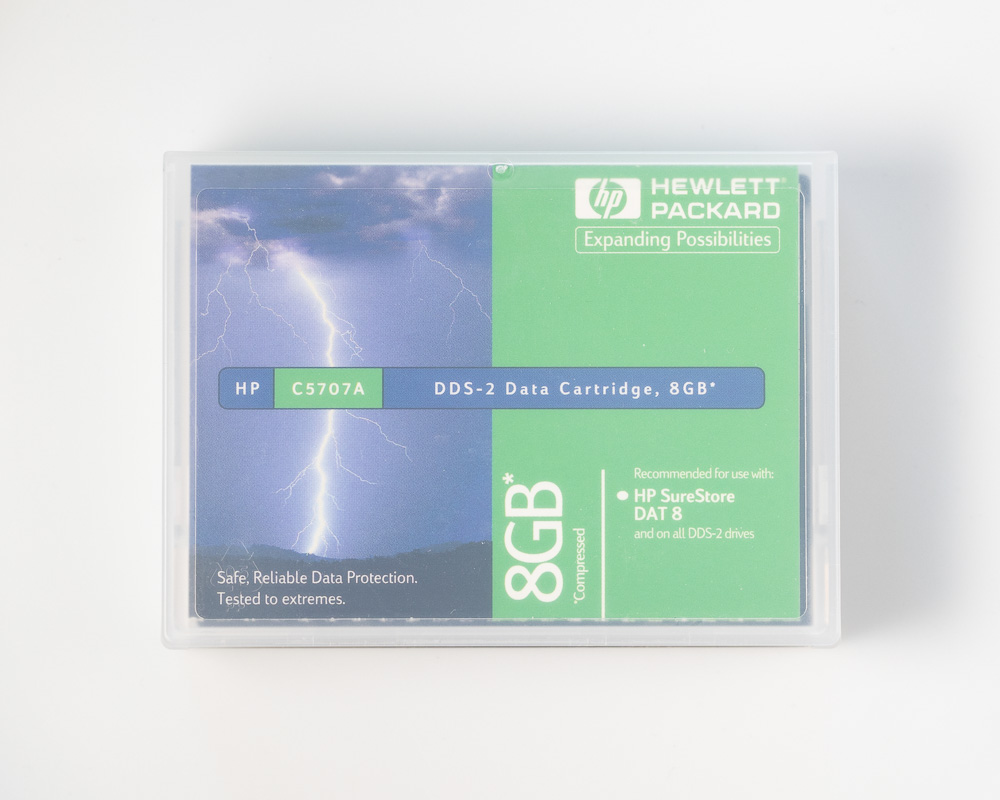 hp HEWLETT®
PACKARD
Expanding Possibilities
HP C5707A DDS-2 Data Cartridge, 8GB*
8GB*
*Compressed
Recommended for use with:
• HP SureStore
DAT 8
and on all DDS-2 drives
Safe, Reliable Data Protection.
Tested to extremes.